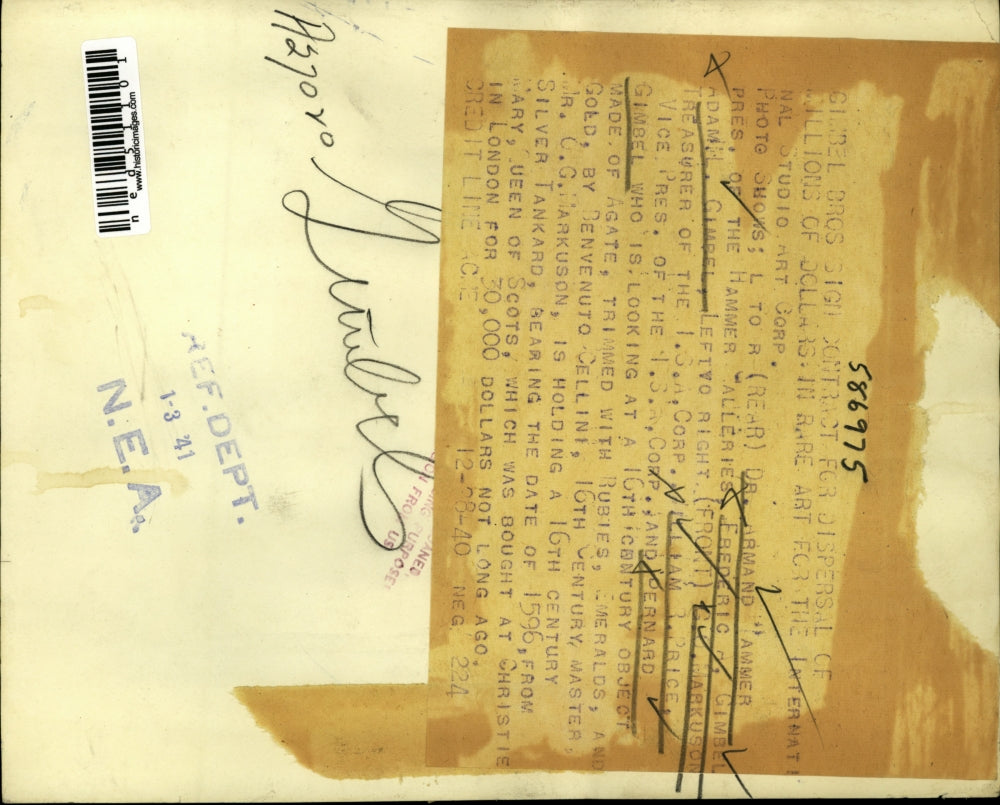 586975
GIMBEL BROS SIGN CONTRACT FOR DISPERSAL OF
MILLIONS OF DOLLARS IN RARE ART FOR THE INTERNATI
NAL STUDIO ART CORP.
PHOTO SHOWS; L TO R (REAR) DR. ARMAND HAMMER
PRES. OF THE HAMMER GALLERIES, FREDERIC A. GIMBEL
ADAM . GIMBEL, LEFTVO RIGHT (FRONT) C. . MARKUSON
TREASURER OF THE I.S.A.CORP. WILLIAM R. PRICE,
VICE PRES. OF THE I.S.A.CORP. AND BERNARD
GIMBEL WHO IS LOOKING AT A 16TH CENTURY OBJECT
MADE OF AGATE, TRIMMED WITH RUBIES, EMERALDS, AND
GOLD, BY BENVENUTO CELLINI, 16TH CENTURY MASTER,
MR. C.G.MARKUSON, IS HOLDING A 16TH CENTURY
SILVER TANKARD, BEARING THE DATE OF 1596, FROM
MARY, QUEEN OF SCOTS, WHICH WAS BOUGHT AT CHRISTIE
IN LONDON FOR 30,000 DOLLARS NOT LONG AGO.
CREDIT LINE ACME 12-28-40 NEG 224
Gimbel
REF. DEPT.
1-3 '41
N.E.A.
www.historicimages.com
ned51101